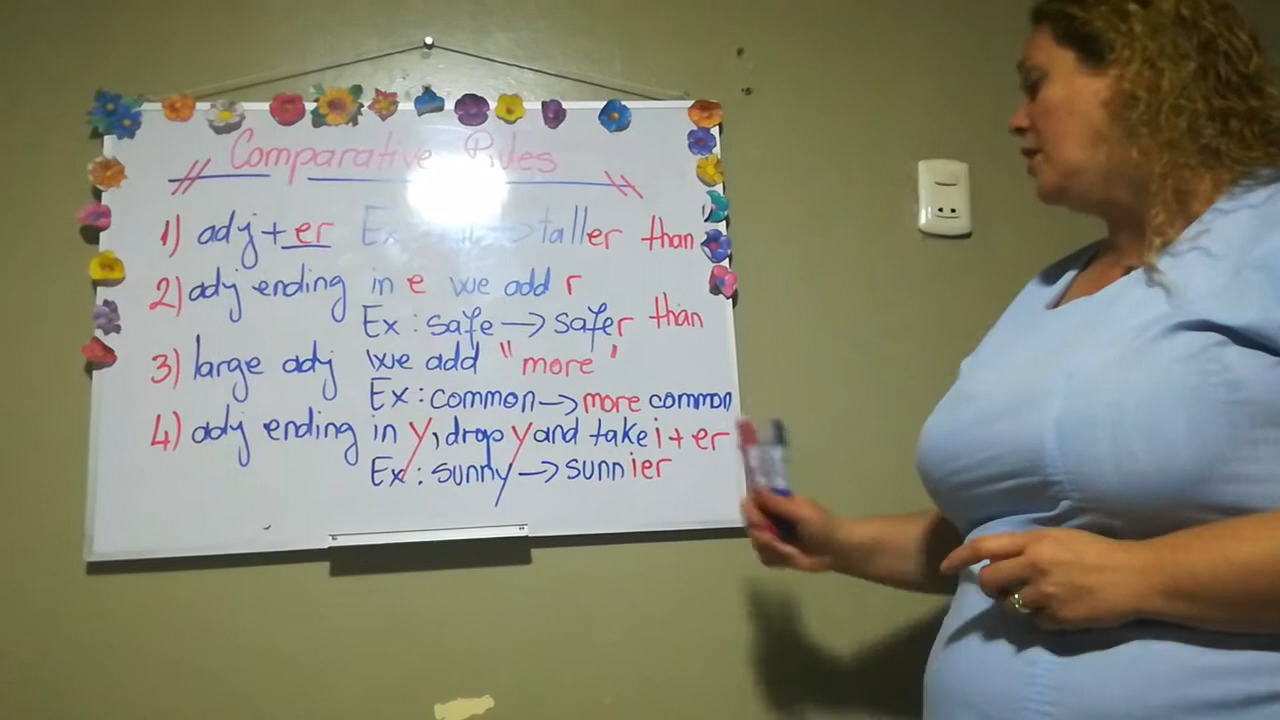 Comparative Rules
1) adj + er Ex taller than
2) adj ending in e we add r
Ex : safe → safer than
3) large adj we add "more"
Ex : common → more common
4) adj ending in y, drop y and take i + er
Ex : sunny → sunnier